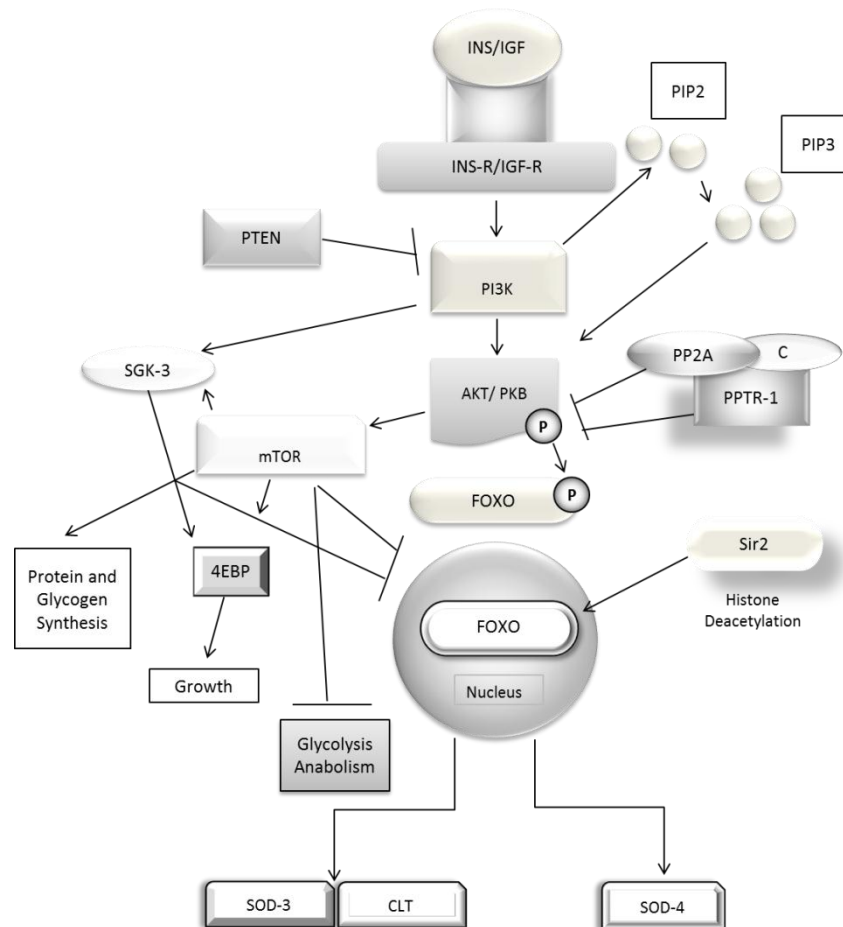 INS/IGF
PIP2
PIP3
INS-R/IGF-R
PTEN
PI3K
PP2A
C
SGK-3
AKT/ PKB
PPTR-1
P
mTOR
FOXO
P
Sir2
Protein and
Glycogen
Synthesis
4EBP
Histone
Deacetylation
FOXO
Growth
Nucleus
Glycolysis
Anabolism
SOD-3
CLT
SOD-4